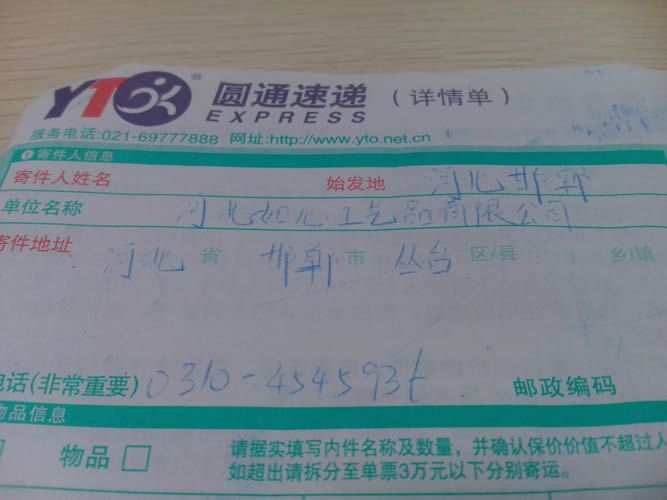 YTO® 圆通速递 (详情单)
EXPRESS
服务电话:021-69777888 网址:http://www.yto.net.cn
❶寄件人信息
寄件人姓名 始发地 河北邯郸
单位名称 河北如心工艺品有限公司
寄件地址 河北 省 邯郸 市 丛台 区/县 乡/镇
电话(非常重要) 邮政编码
物品信息
物品 □ 请据实填写内件名称及数量，并确认保价价值不超过
如超出请拆分至单票3万元以下分别寄运。